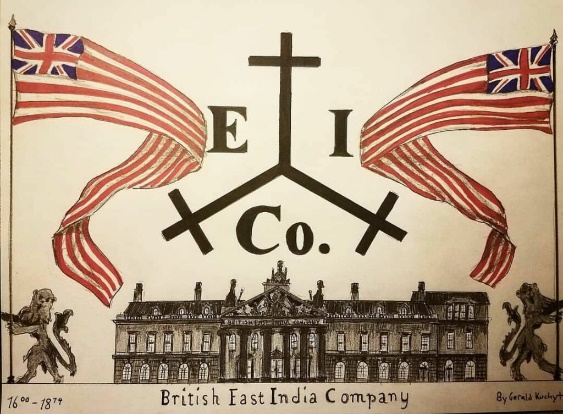 E I
Co.
British East India Company
1600 - 1874
By Gerald